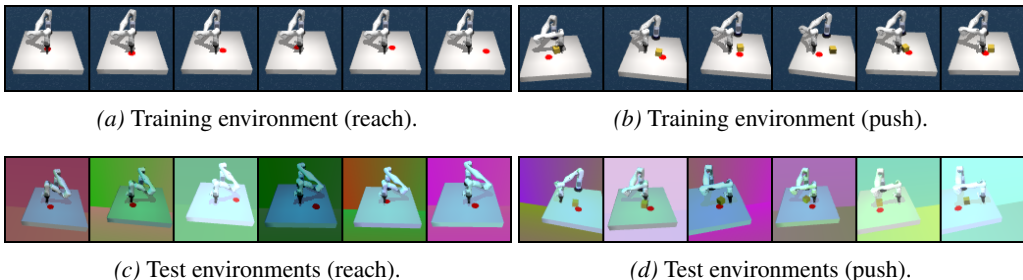 (a) Training environment (reach).
(b) Training environment (push).
(c) Test environments (reach).
(d) Test environments (push).